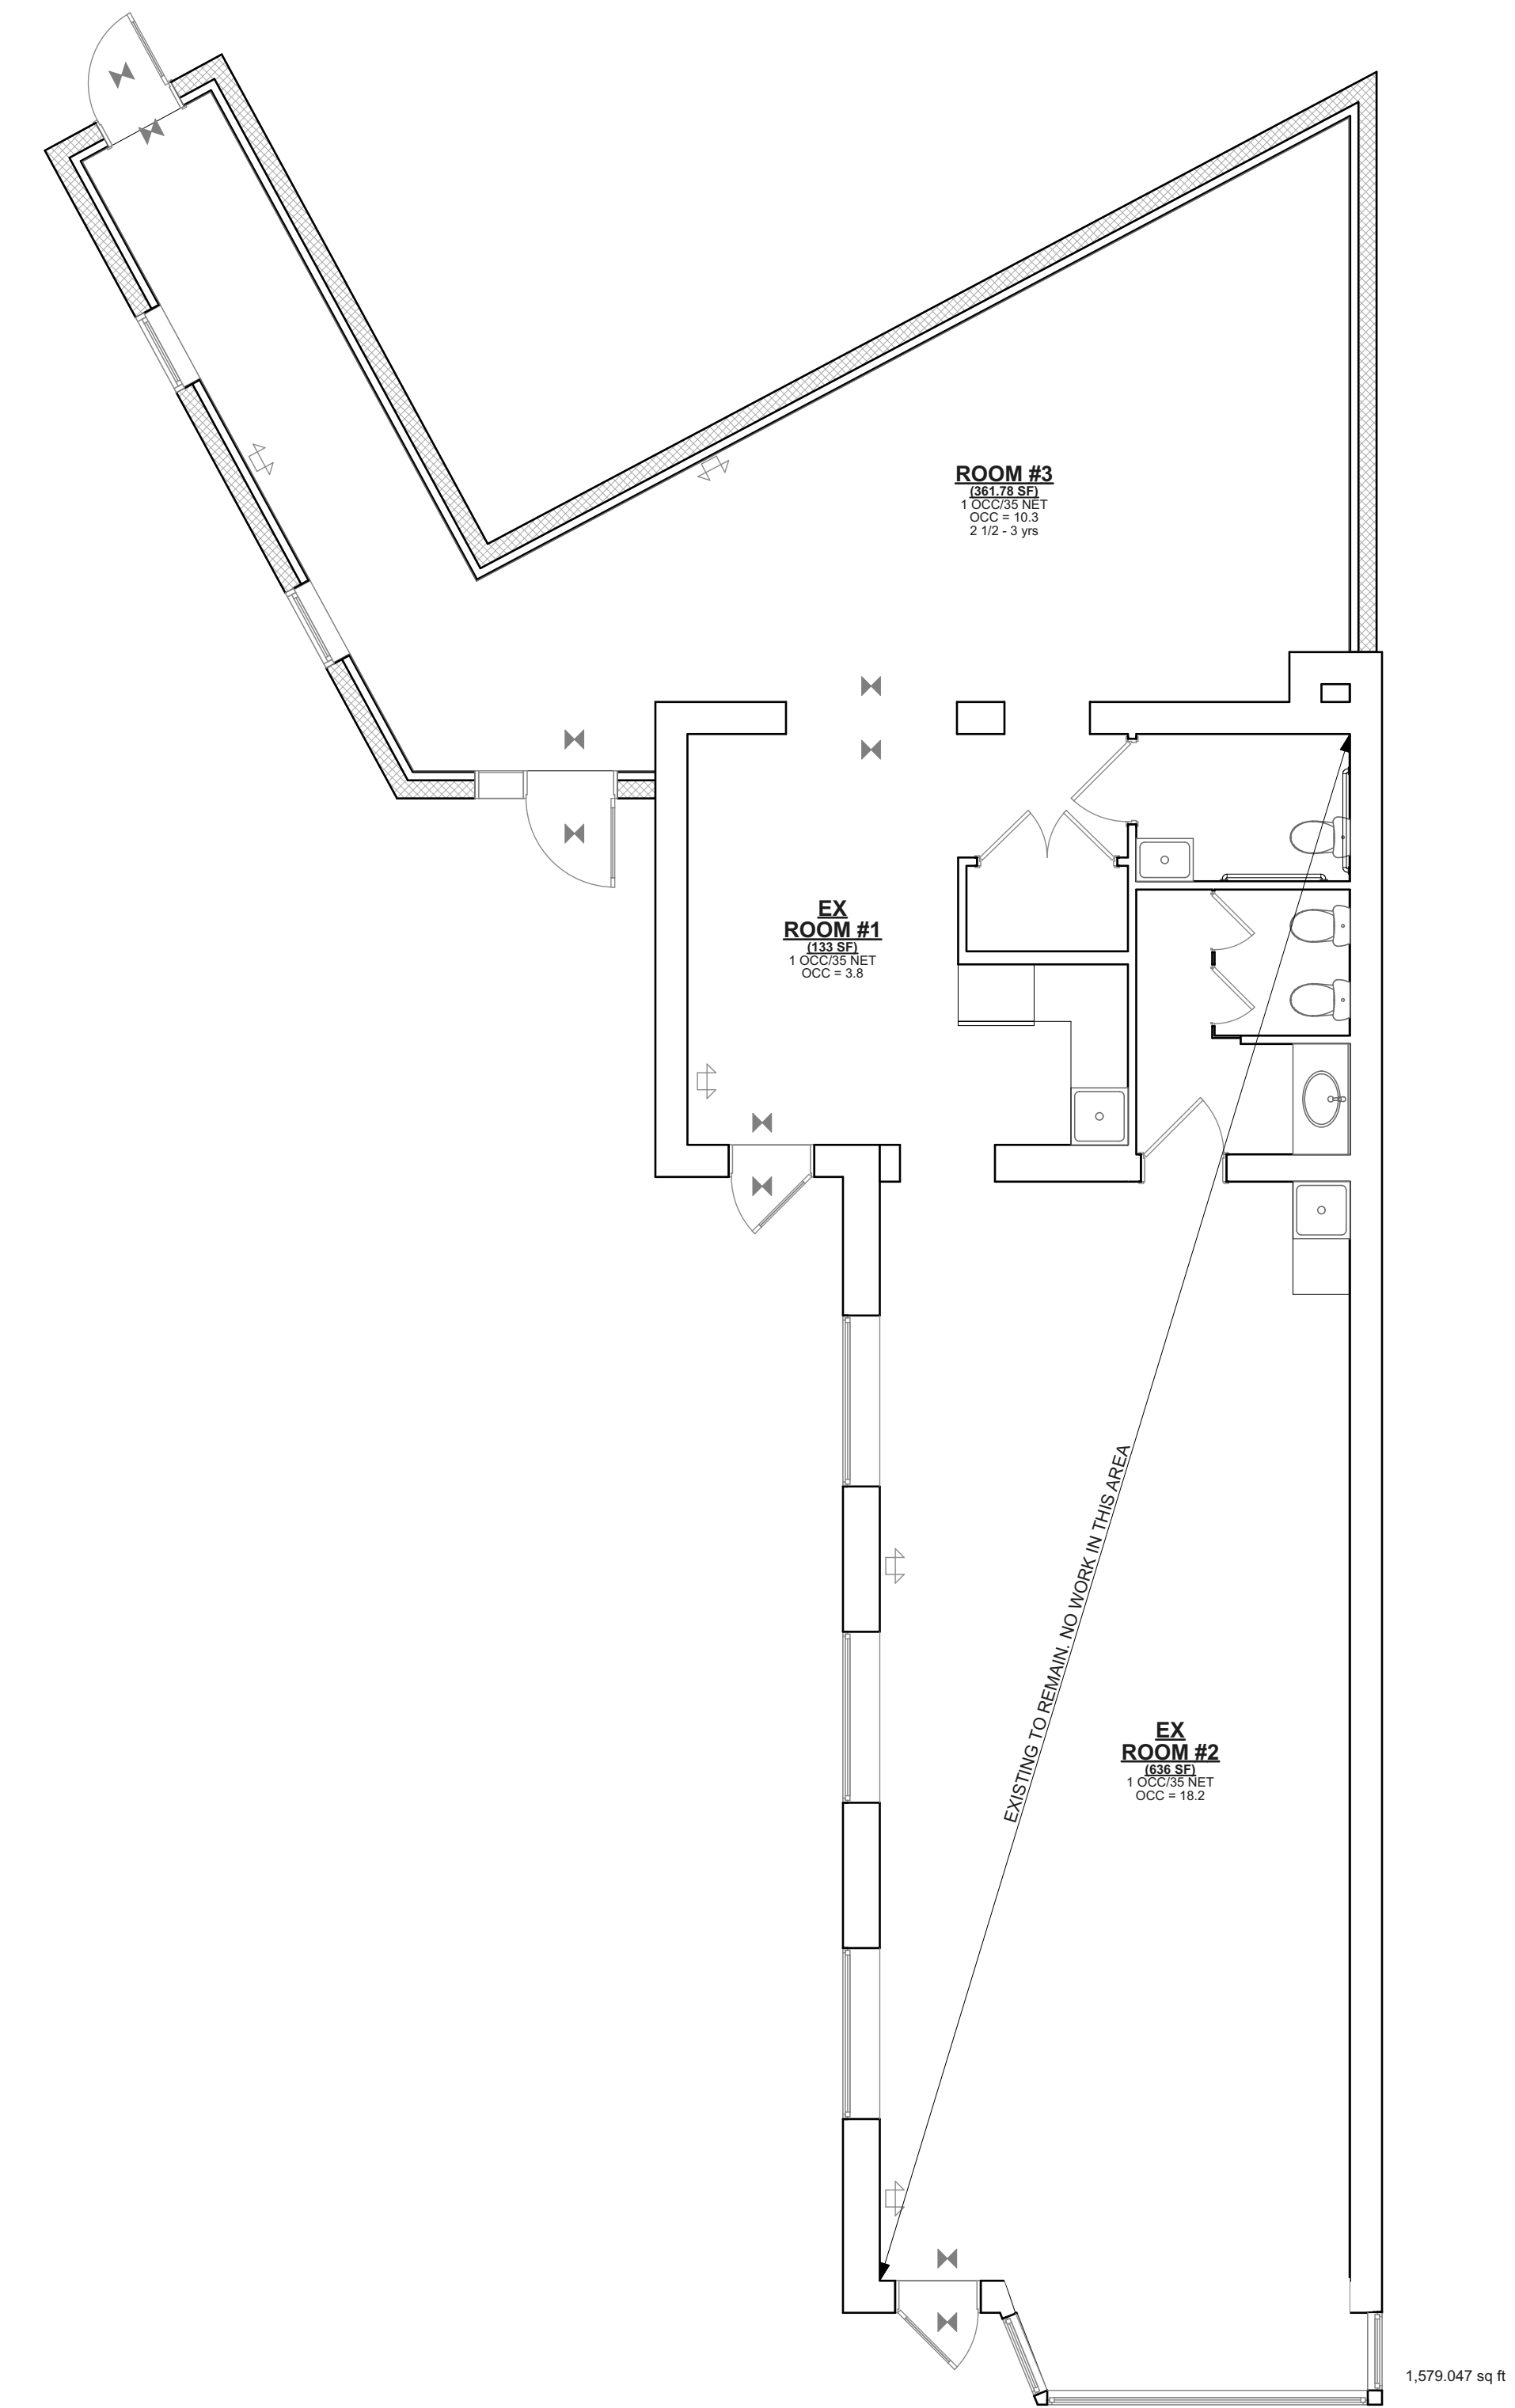 ROOM #3
(361.78 SF)
1 OCC/35 NET
OCC = 10.3
2 1/2 - 3 yrs
EX
ROOM #1
(133 SF)
1 OCC/35 NET
OCC = 3.8
EXISTING TO REMAIN. NO WORK IN THIS AREA
EX
ROOM #2
(636 SF)
1 OCC/35 NET
OCC = 18.2
1,579.047 sq ft